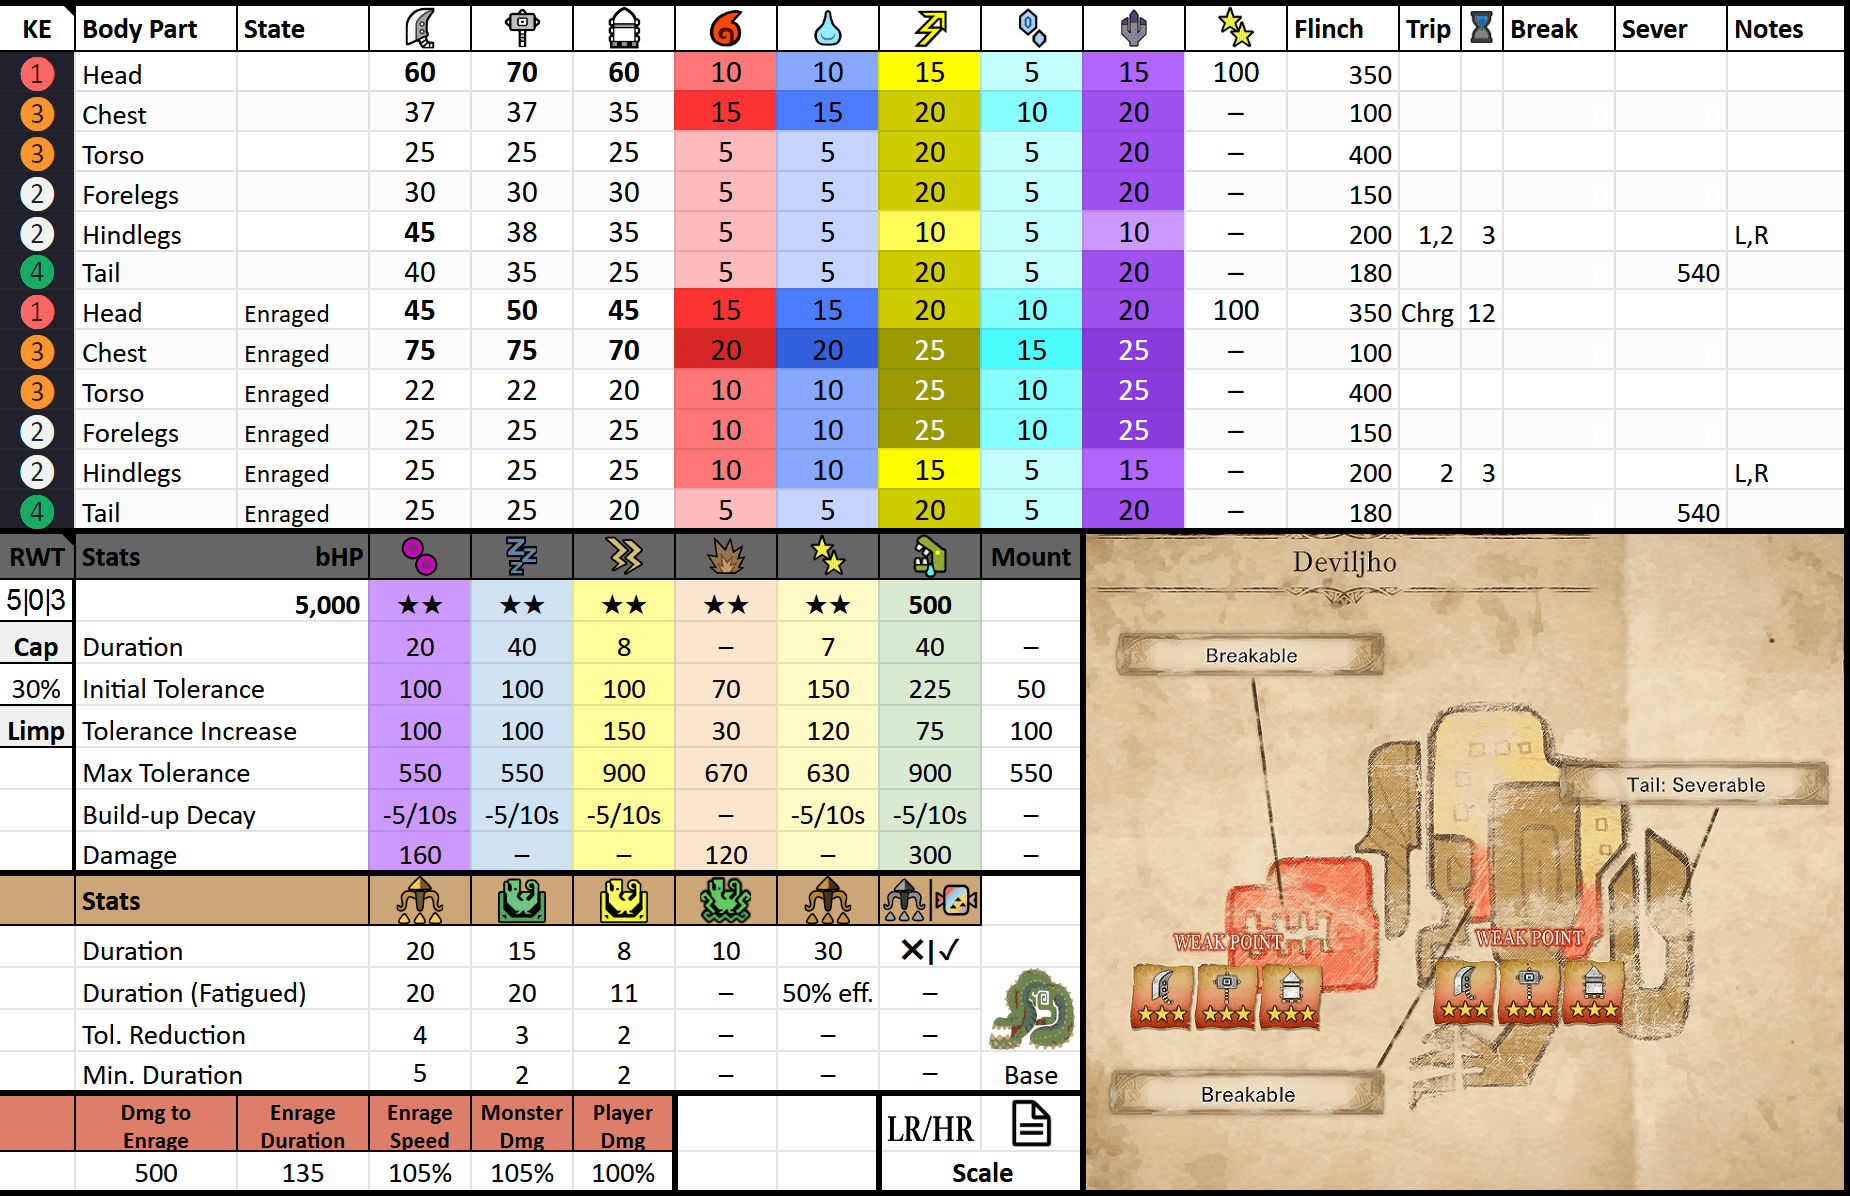 KE Body Part State Flinch Trip Break Sever Notes
1 Head 60 70 60 10 10 15 5 15 100 350
3 Chest 37 37 35 15 15 20 10 20 – 100
3 Torso 25 25 25 5 5 20 5 20 – 400
2 Forelegs 30 30 30 5 5 20 5 20 – 150
2 Hindlegs 45 38 35 5 5 10 5 10 – 200 1,2 3 L,R
4 Tail 40 35 25 5 5 20 5 20 – 180 540
1 Head Enraged 45 50 45 15 15 20 10 20 100 350 Chrg 12
3 Chest Enraged 75 75 70 20 20 25 15 25 – 100
3 Torso Enraged 22 22 20 10 10 25 10 25 – 400
2 Forelegs Enraged 25 25 25 10 10 25 10 25 – 150
2 Hindlegs Enraged 25 25 25 10 10 15 5 15 – 200 2 3 L,R
4 Tail Enraged 25 25 20 5 5 20 5 20 – 180 540
RWT Stats bHP Mount
5|0|3 5,000 ★★ ★★ ★★ ★★ ★★ 500
Cap Duration 20 40 8 – 7 40 –
30% Initial Tolerance 100 100 100 70 150 225 50
Limp Tolerance Increase 100 100 150 30 120 75 100
Max Tolerance 550 550 900 670 630 900 550
Build-up Decay -5/10s -5/10s -5/10s – -5/10s -5/10s –
Damage 160 – – 120 – 300 –
Stats
Duration 20 15 8 10 30 ✕|✓
Duration (Fatigued) 20 20 11 – 50% eff. –
Tol. Reduction 4 3 2 – – –
Min. Duration 5 2 2 – – – Base
Dmg to Enrage Enrage Duration Enrage Speed Monster Dmg Player Dmg LR/HR
500 135 105% 105% 100% Scale
Deviljho
Breakable
Tail: Severable
WEAK POINT WEAK POINT
Breakable